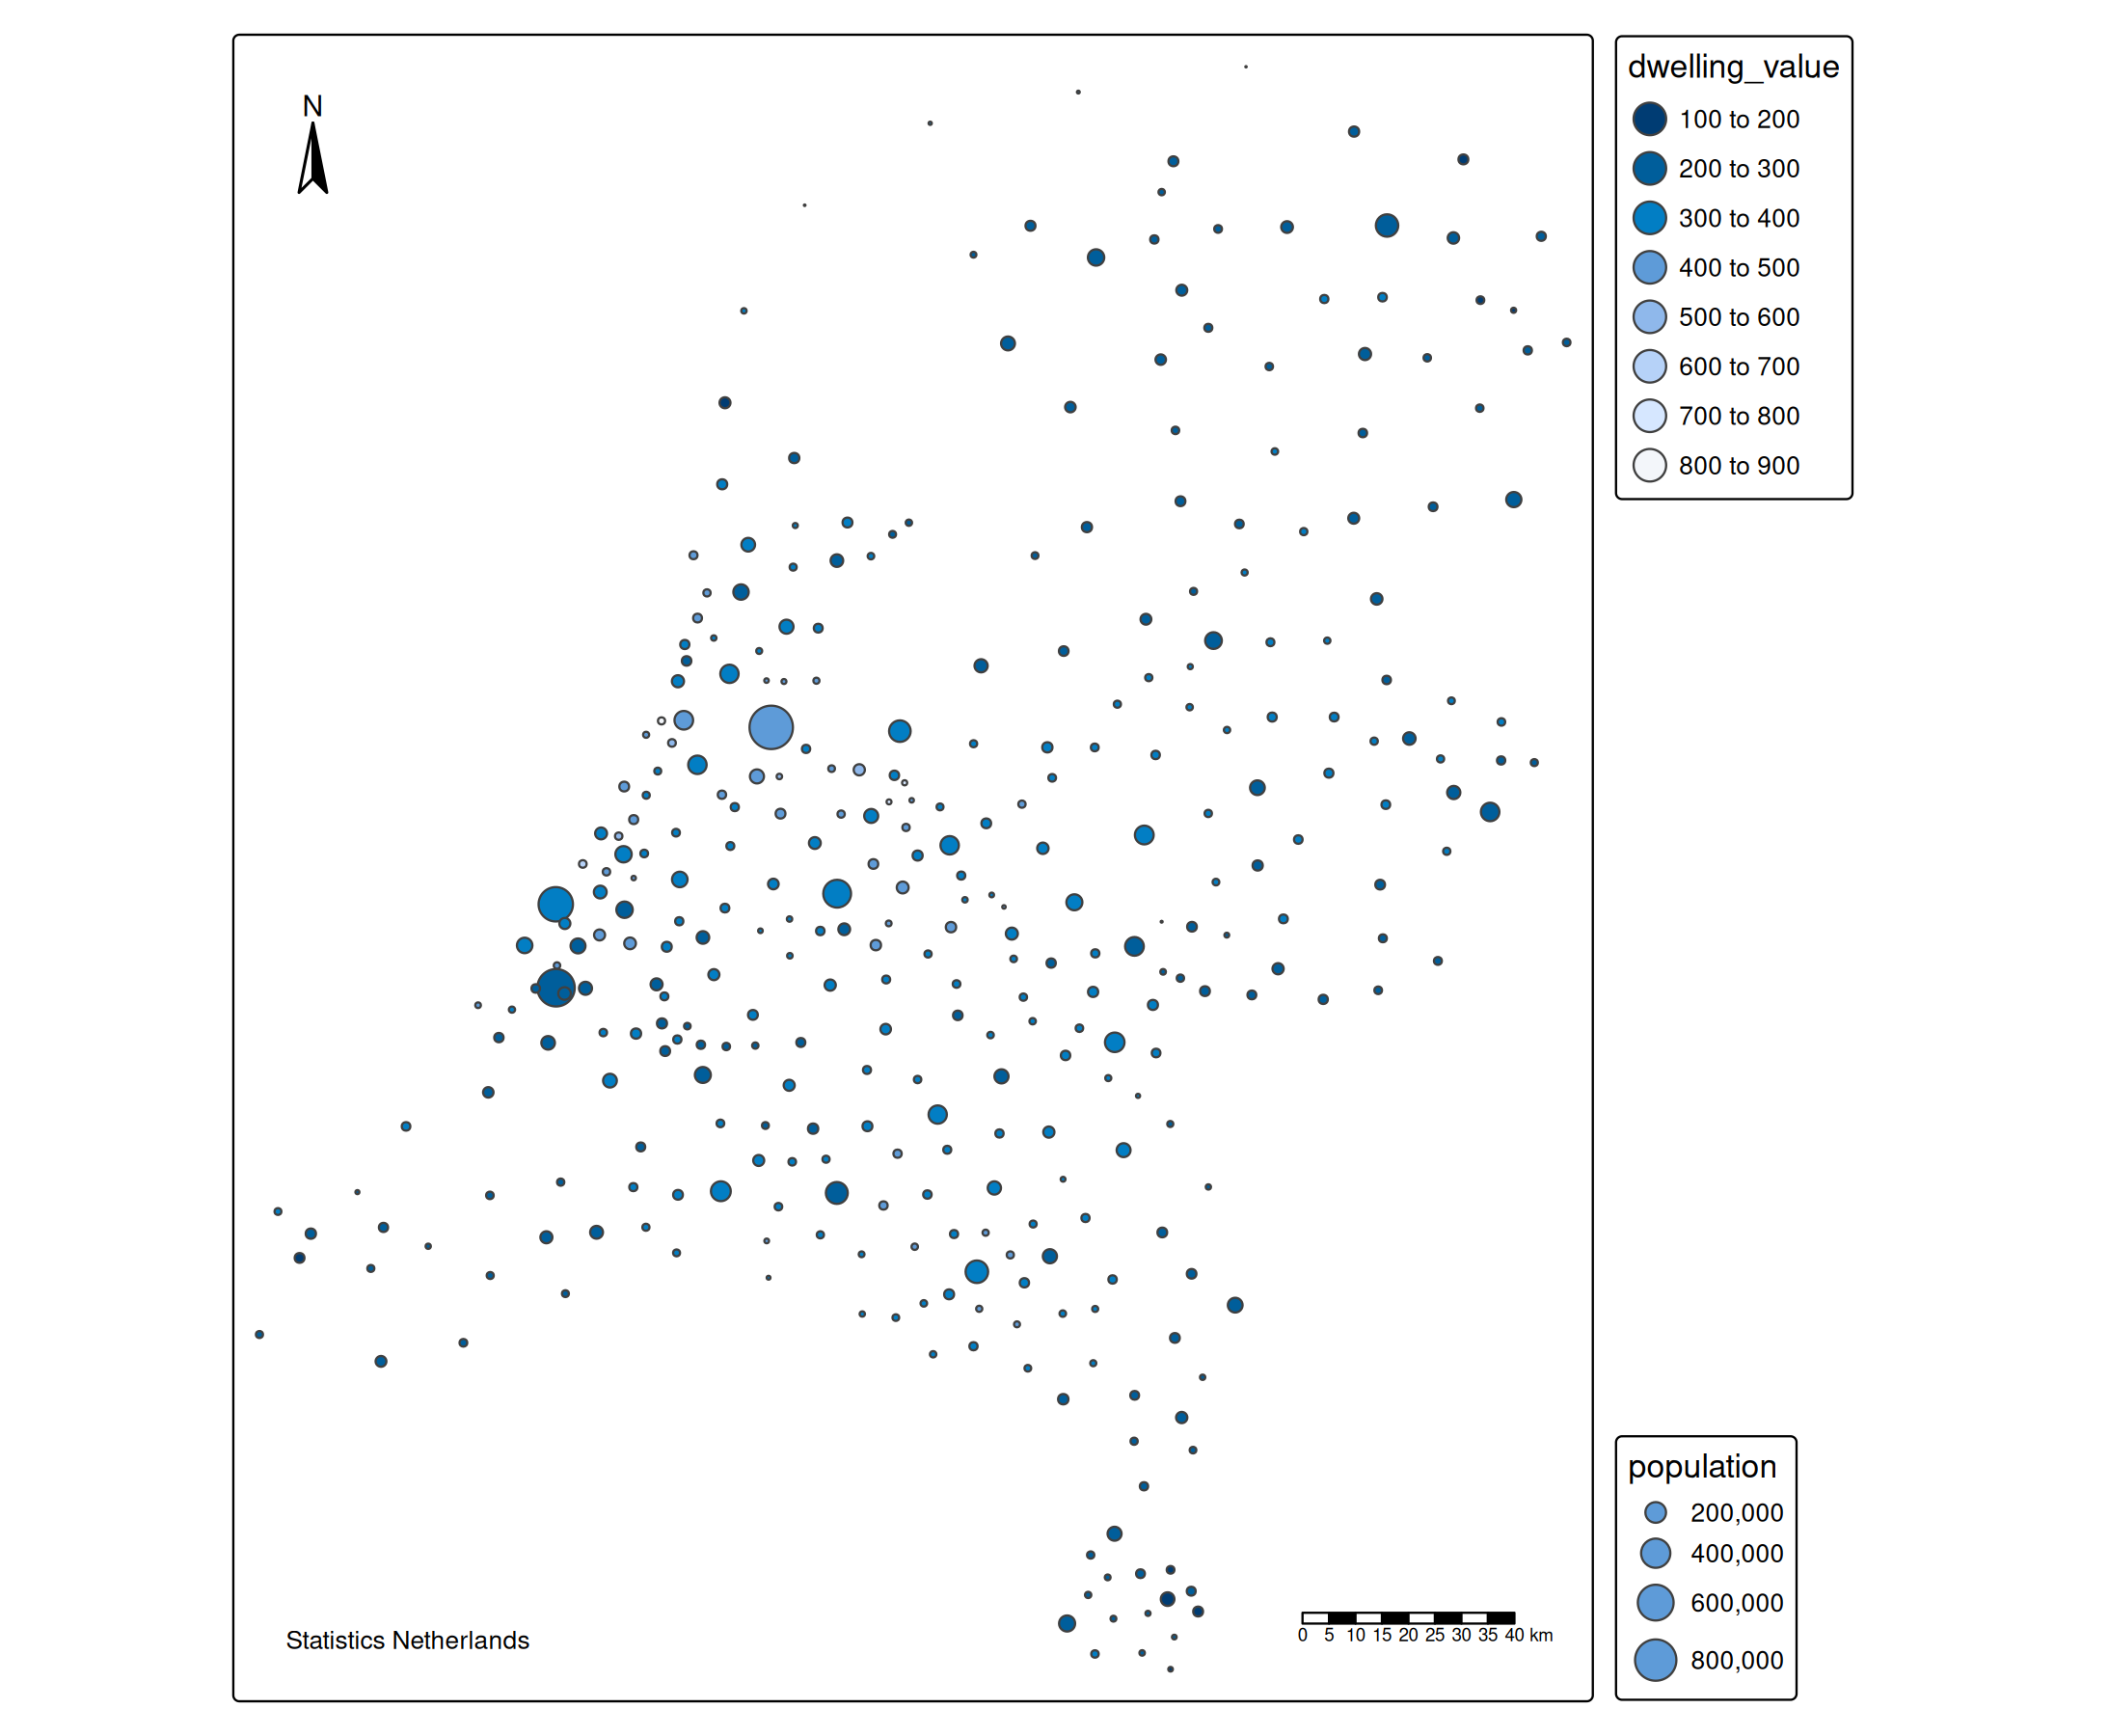 N
Statistics Netherlands
0 5 10 15 20 25 30 35 40 km
dwelling_value
100 to 200
200 to 300
300 to 400
400 to 500
500 to 600
600 to 700
700 to 800
800 to 900
population
200,000
400,000
600,000
800,000